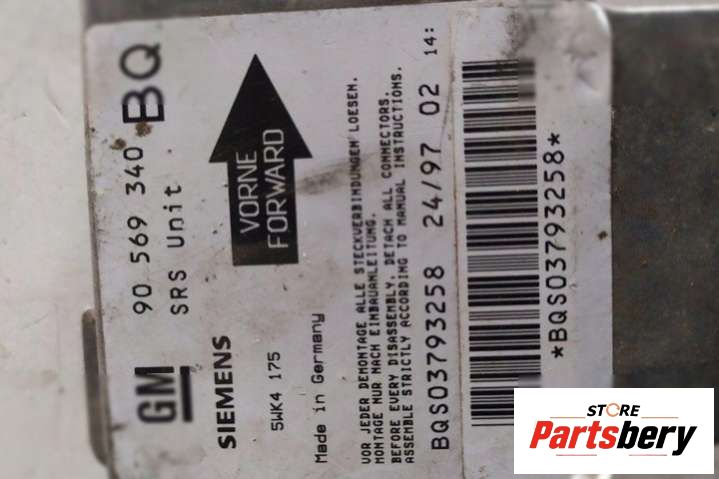 GM
90 569 340 BQ
SRS Unit
VORNE
FORWARD
SIEMENS
5WK4 175
Made in Germany
VOR JEDER DEMONTAGE ALLE STECKVERBINDUNGEN LOESEN.
MONTAGE NUR NACH EINBAUANLEITUNG.
BEFORE EVERY DISASSEMBLY, DETACH ALL CONNECTORS.
ASSEMBLE STRICTLY ACCORDING TO MANUAL INSTRUCTIONS.
BQS03793258 24/97 02 14:
*BQS03793258*
STORE
Partsbery